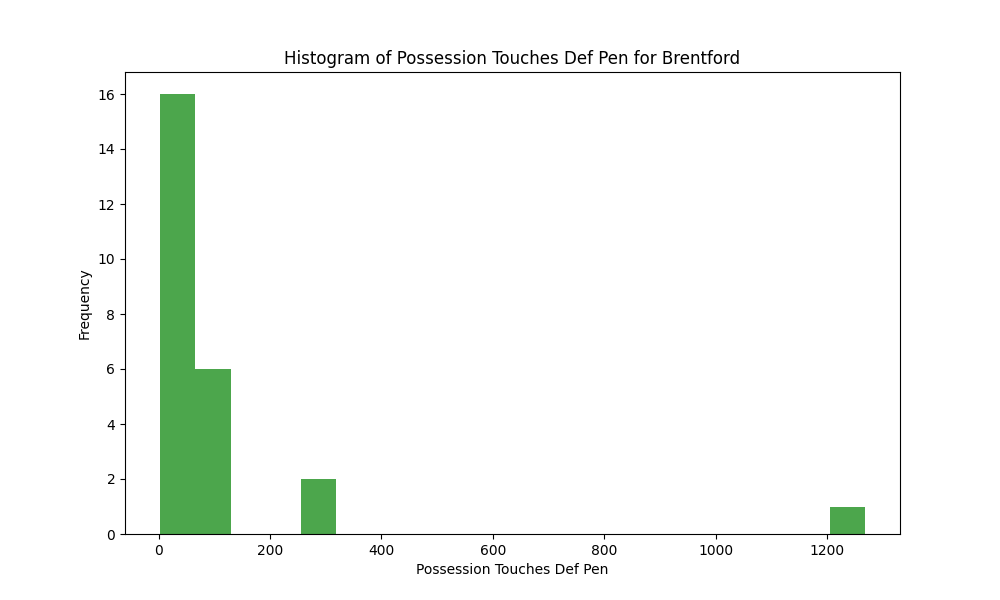 Histogram of Possession Touches Def Pen for Brentford
16
14
12
10
8
6
4
2
0
Frequency
0 200 400 600 800 1000 1200
Possession Touches Def Pen